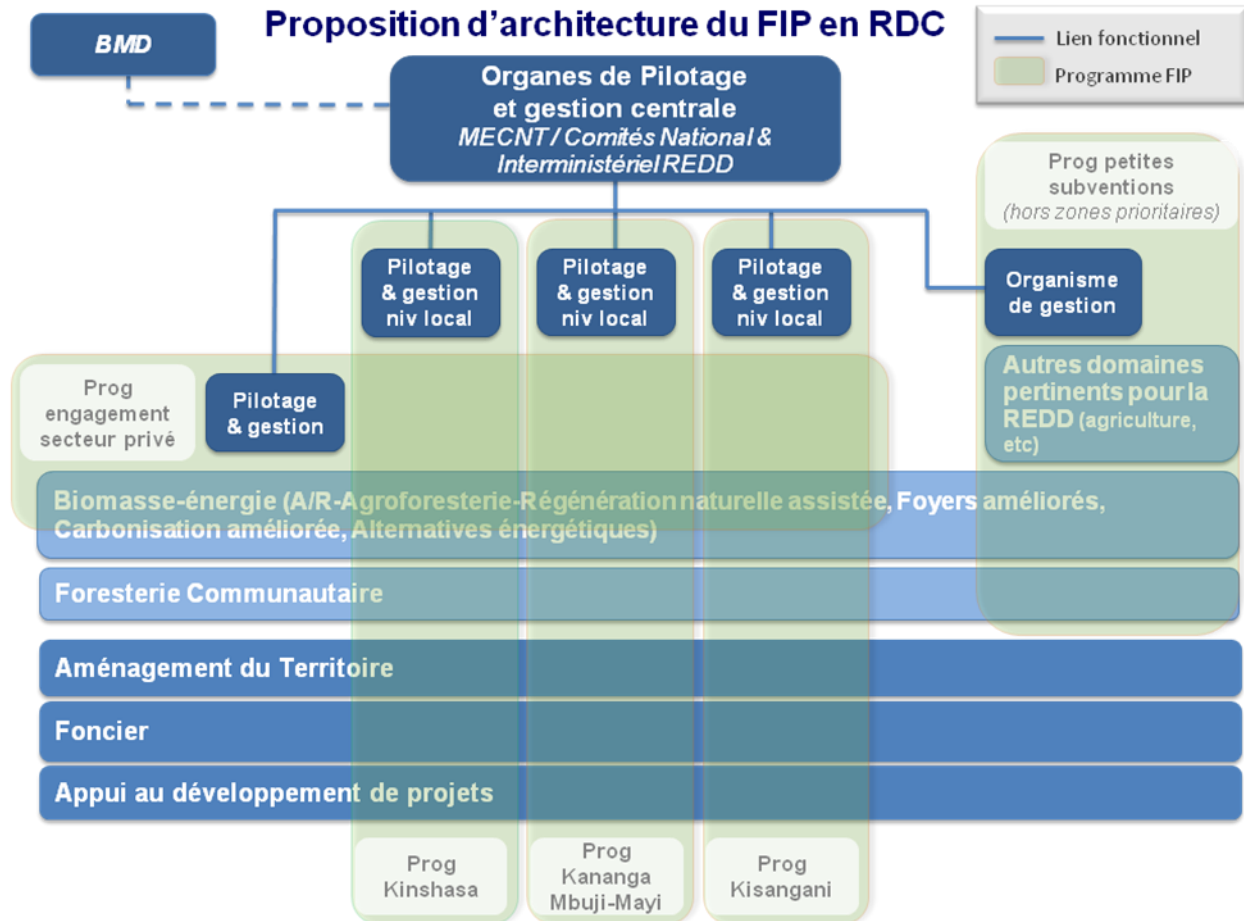 Proposition d'architecture du FIP en RDC
BMD
Lien fonctionnel
Programme FIP
Organes de Pilotage
et gestion centrale
MECNT / Comités National &
Interministériel REDD
Prog petites
subventions
(hors zones prioritaires)
Pilotage
& gestion
niv local
Pilotage
& gestion
niv local
Pilotage
& gestion
niv local
Organisme
de gestion
Prog
engagement
secteur privé
Pilotage
& gestion
Autres domaines
pertinents pour la
REDD (agriculture,
etc)
Biomasse-énergie (A/R-Agroforesterie-Régénération naturelle assistée, Foyers améliorés,
Carbonisation améliorée, Alternatives énergétiques)
Foresterie Communautaire
Aménagement du Territoire
Foncier
Appui au développement de projets
Prog
Kinshasa
Prog
Kananga
Mbuji-Mayi
Prog
Kisangani